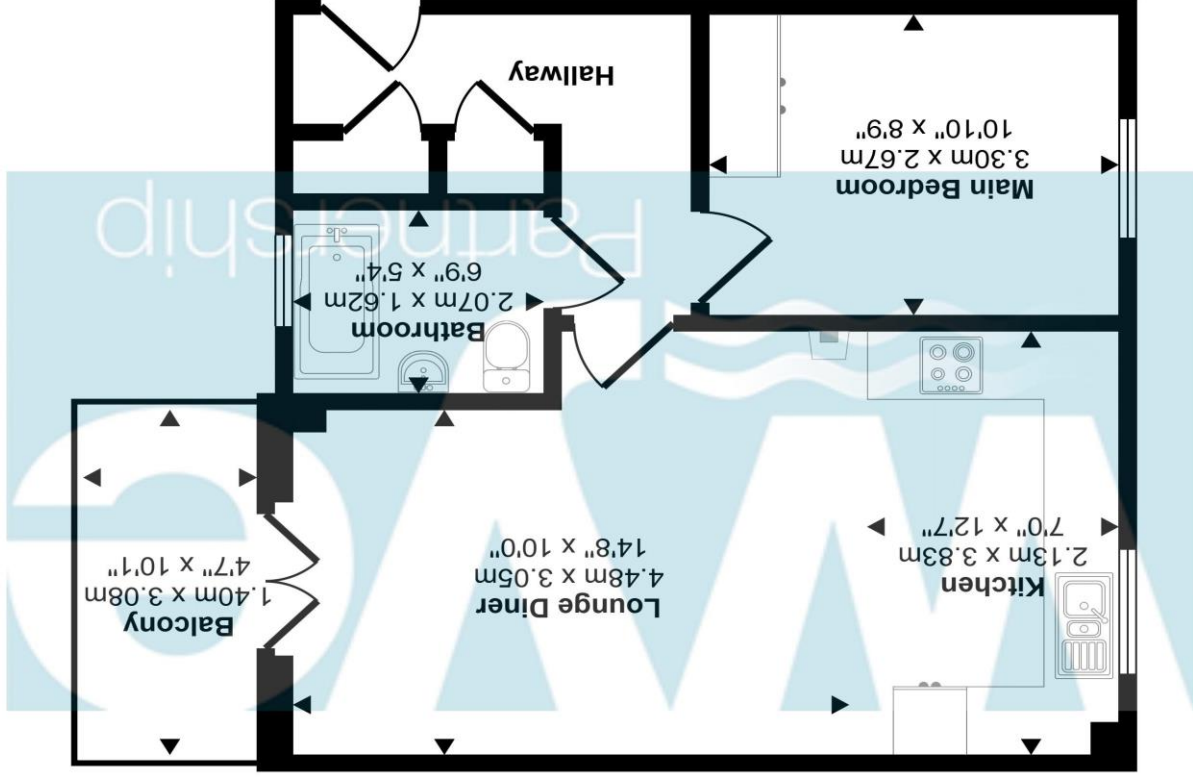 Kitchen
2.13m x 3.83m
7'0" x 12'7"
Lounge Diner
4.48m x 3.05m
14'8" x 10'0"
Balcony
1.40m x 3.08m
4'7" x 10'1"
Bathroom
2.07m x 1.62m
6'9" x 5'4"
Partnership
Main Bedroom
3.30m x 2.67m
10'10" x 8'9"
Hallway